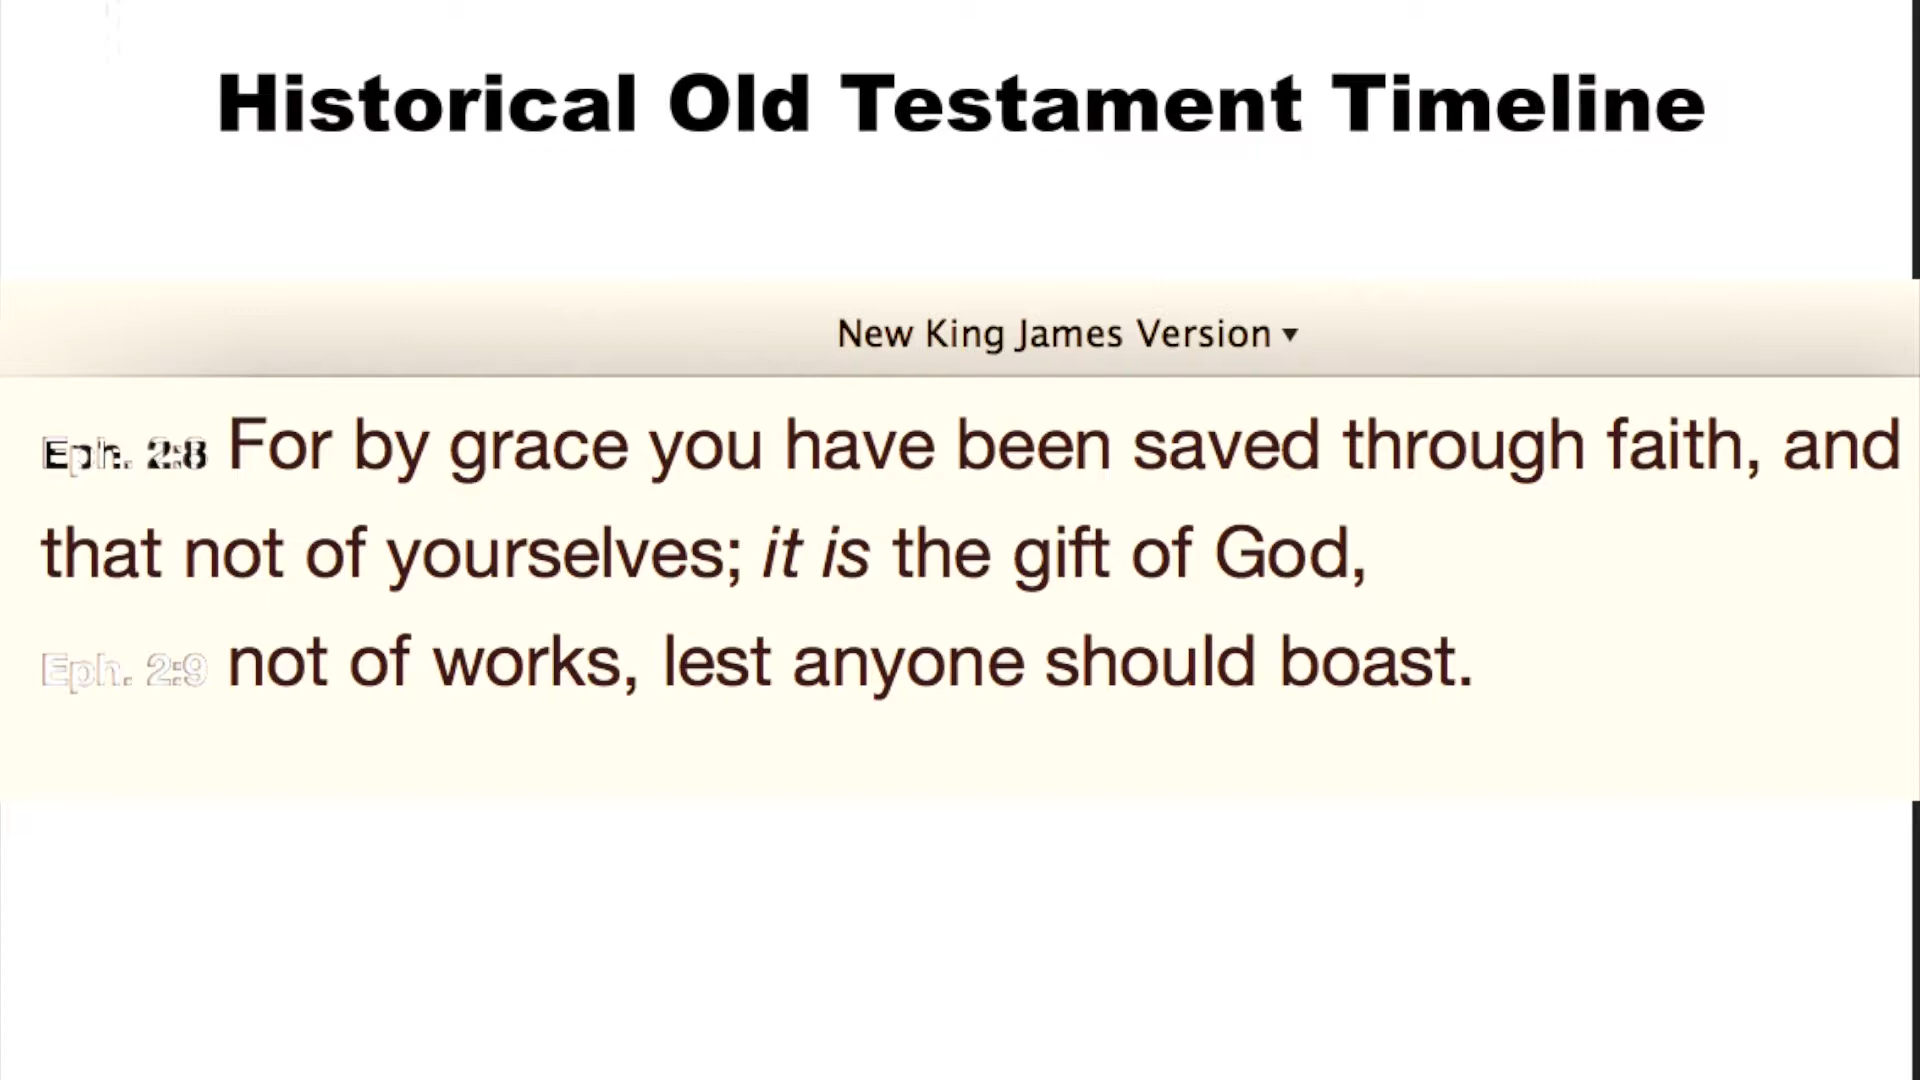 Historical Old Testament Timeline
New King James Version ▾
Eph. 2:8 For by grace you have been saved through faith, and
that not of yourselves; it is the gift of God,
Eph. 2:9 not of works, lest anyone should boast.